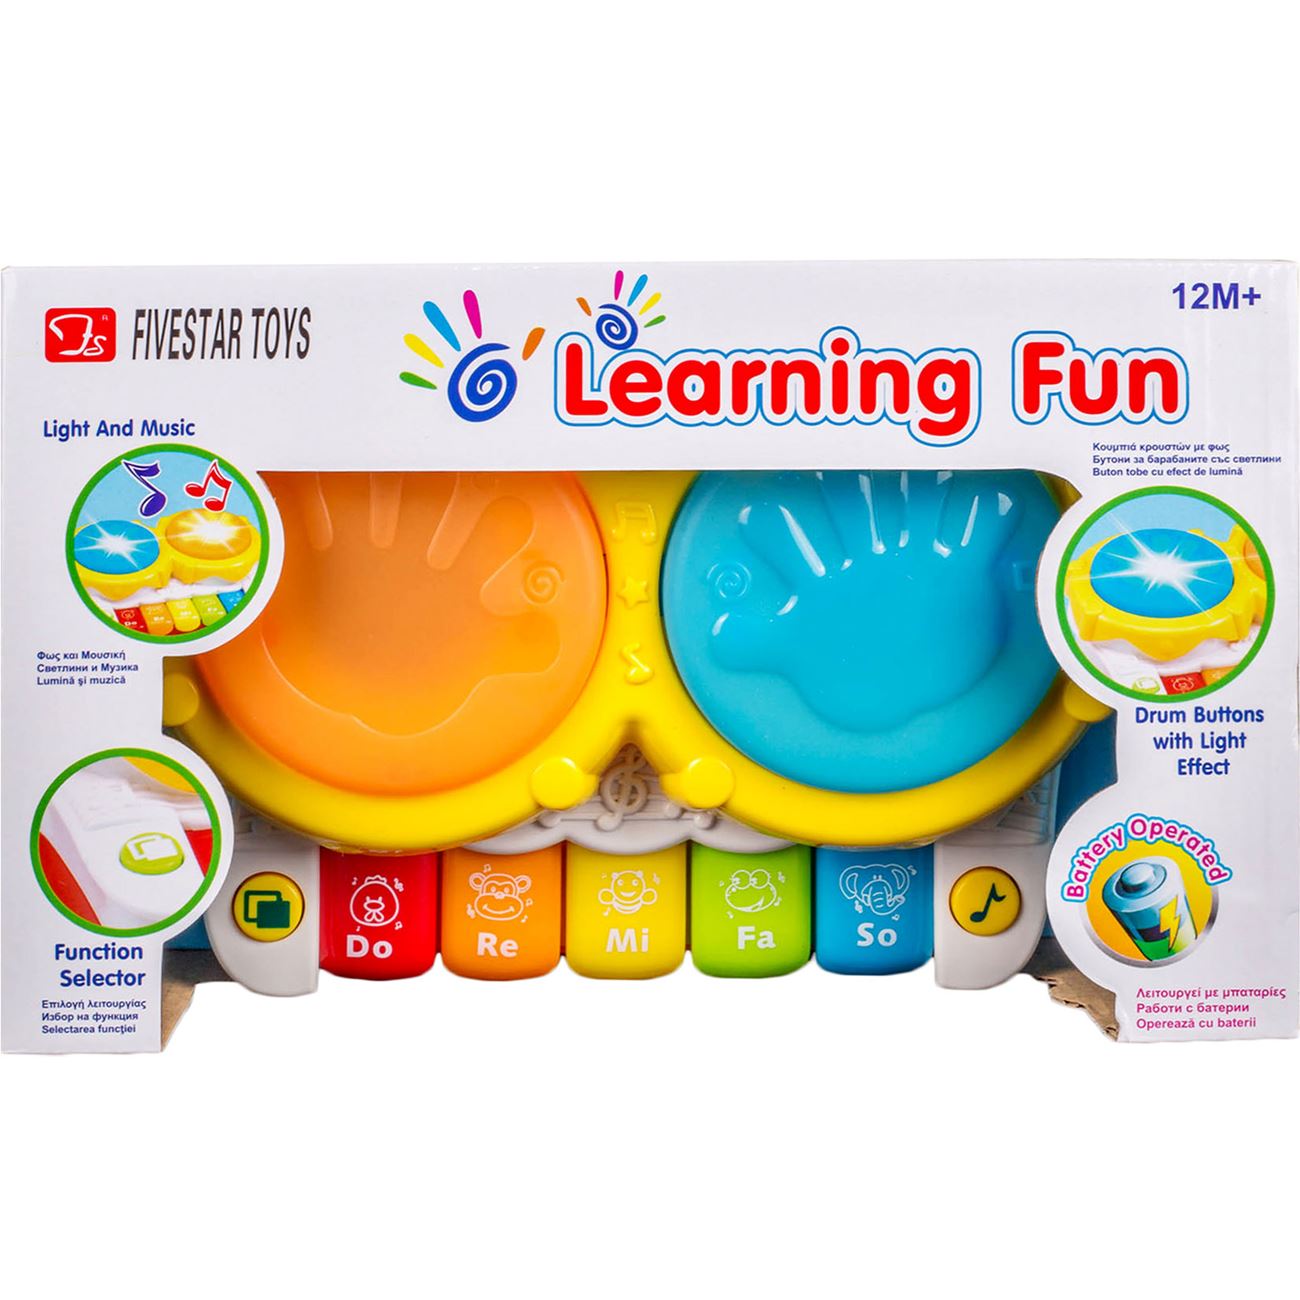 FS
R
FIVESTAR TOYS
Learning Fun
12M+
Light And Music
Φως και Μουσική
Светлини и Музика
Lumină și muzică
Κουμπιά κρουστών με φως
Бутони за барабаните със светлини
Buton tobe cu efect de lumină
Drum Buttons
with Light
Effect
Function
Selector
Επιλογή λειτουργίας
Избор на функция
Selectarea funcției
Do
Re
Mi
Fa
So
Battery Operated
Λειτουργεί με μπαταρίες
Работи с батерии
Operează cu baterii